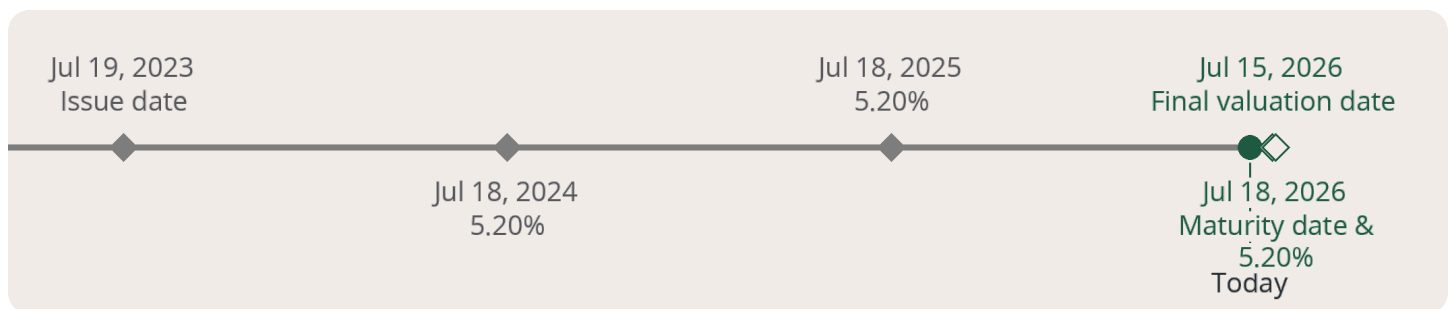 Jul 19, 2023
Issue date
Jul 18, 2024
5.20%
Jul 18, 2025
5.20%
Jul 15, 2026
Final valuation date
Jul 18, 2026
Maturity date &
5.20%
Today